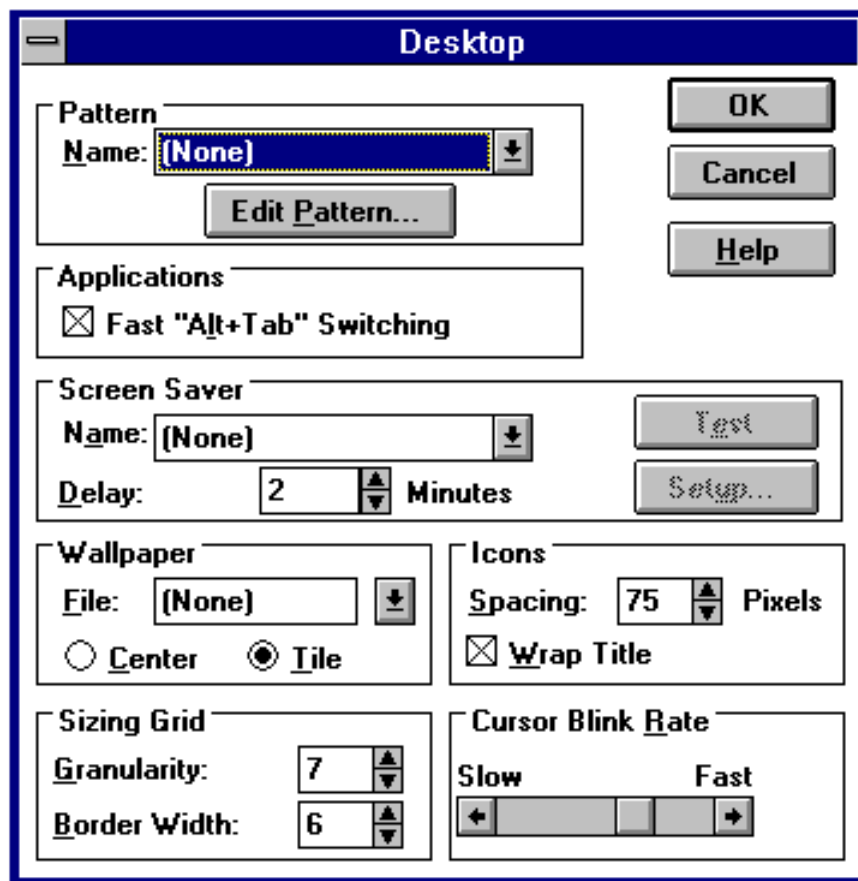 Desktop
Pattern
Name: (None)
Edit Pattern...
OK
Cancel
Help
Applications
Fast "Alt+Tab" Switching
Screen Saver
Name: (None)
Test
Delay: 2 Minutes
Setup...
Wallpaper
File: (None)
Center Tile
Icons
Spacing: 75 Pixels
Wrap Title
Sizing Grid
Granularity: 7
Border Width: 6
Cursor Blink Rate
Slow Fast